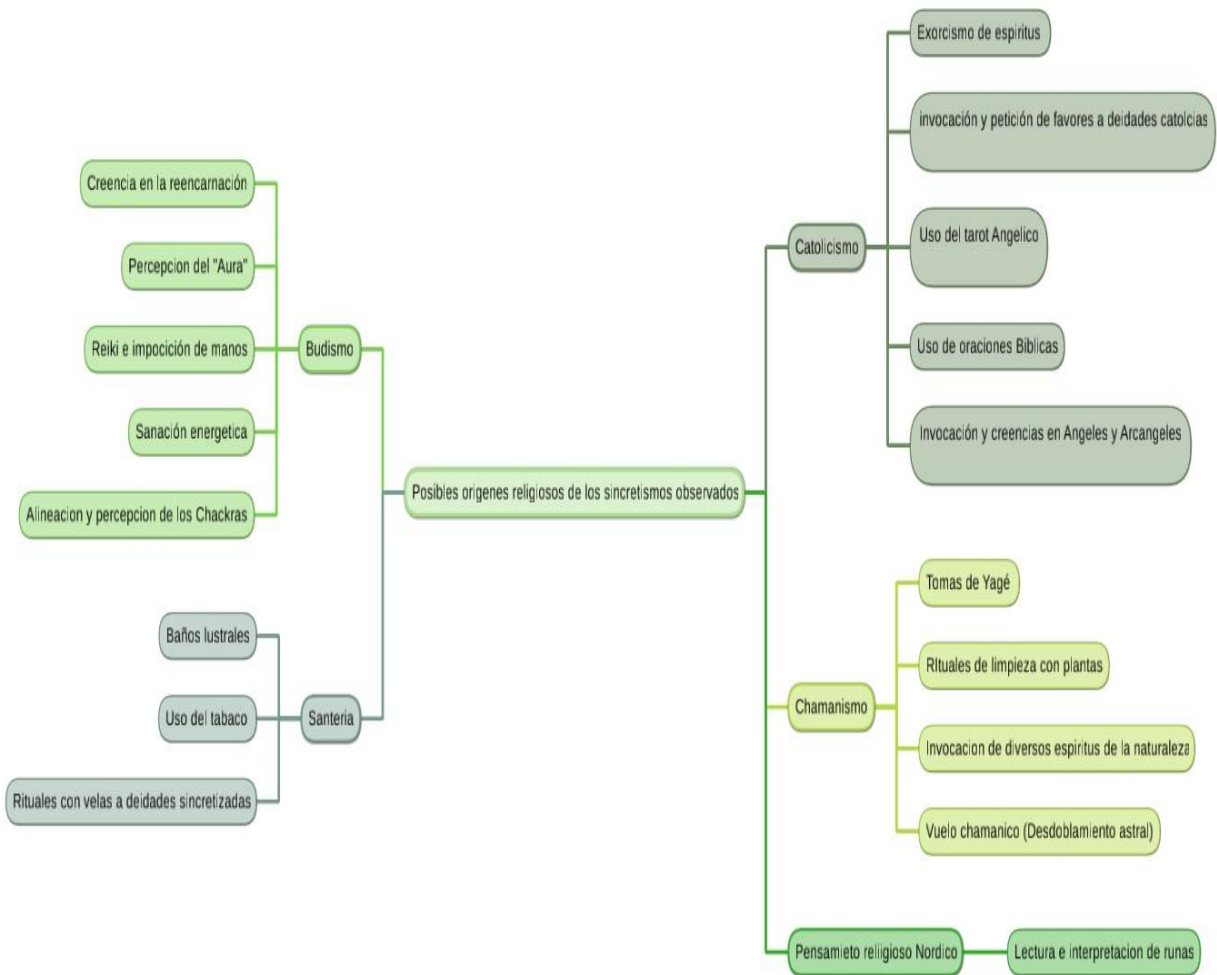 Posibles origenes religiosos de los sincretismos observados
Budismo
Creencia en la reencarnación
Percepcion del "Aura"
Reiki e impocición de manos
Sanación energetica
Alineacion y percepcion de los Chackras
Santeria
Baños lustrales
Uso del tabaco
Rituales con velas a deidades sincretizadas
Catolicismo
Exorcismo de espiritus
invocación y petición de favores a deidades catolcias
Uso del tarot Angelico
Uso de oraciones Biblicas
Invocación y creencias en Angeles y Arcangeles
Chamanismo
Tomas de Yagé
RItuales de limpieza con plantas
Invocacion de diversos espiritus de la naturaleza
Vuelo chamanico (Desdoblamiento astral)
Pensamieto reliigioso Nordico
Lectura e interpretacion de runas